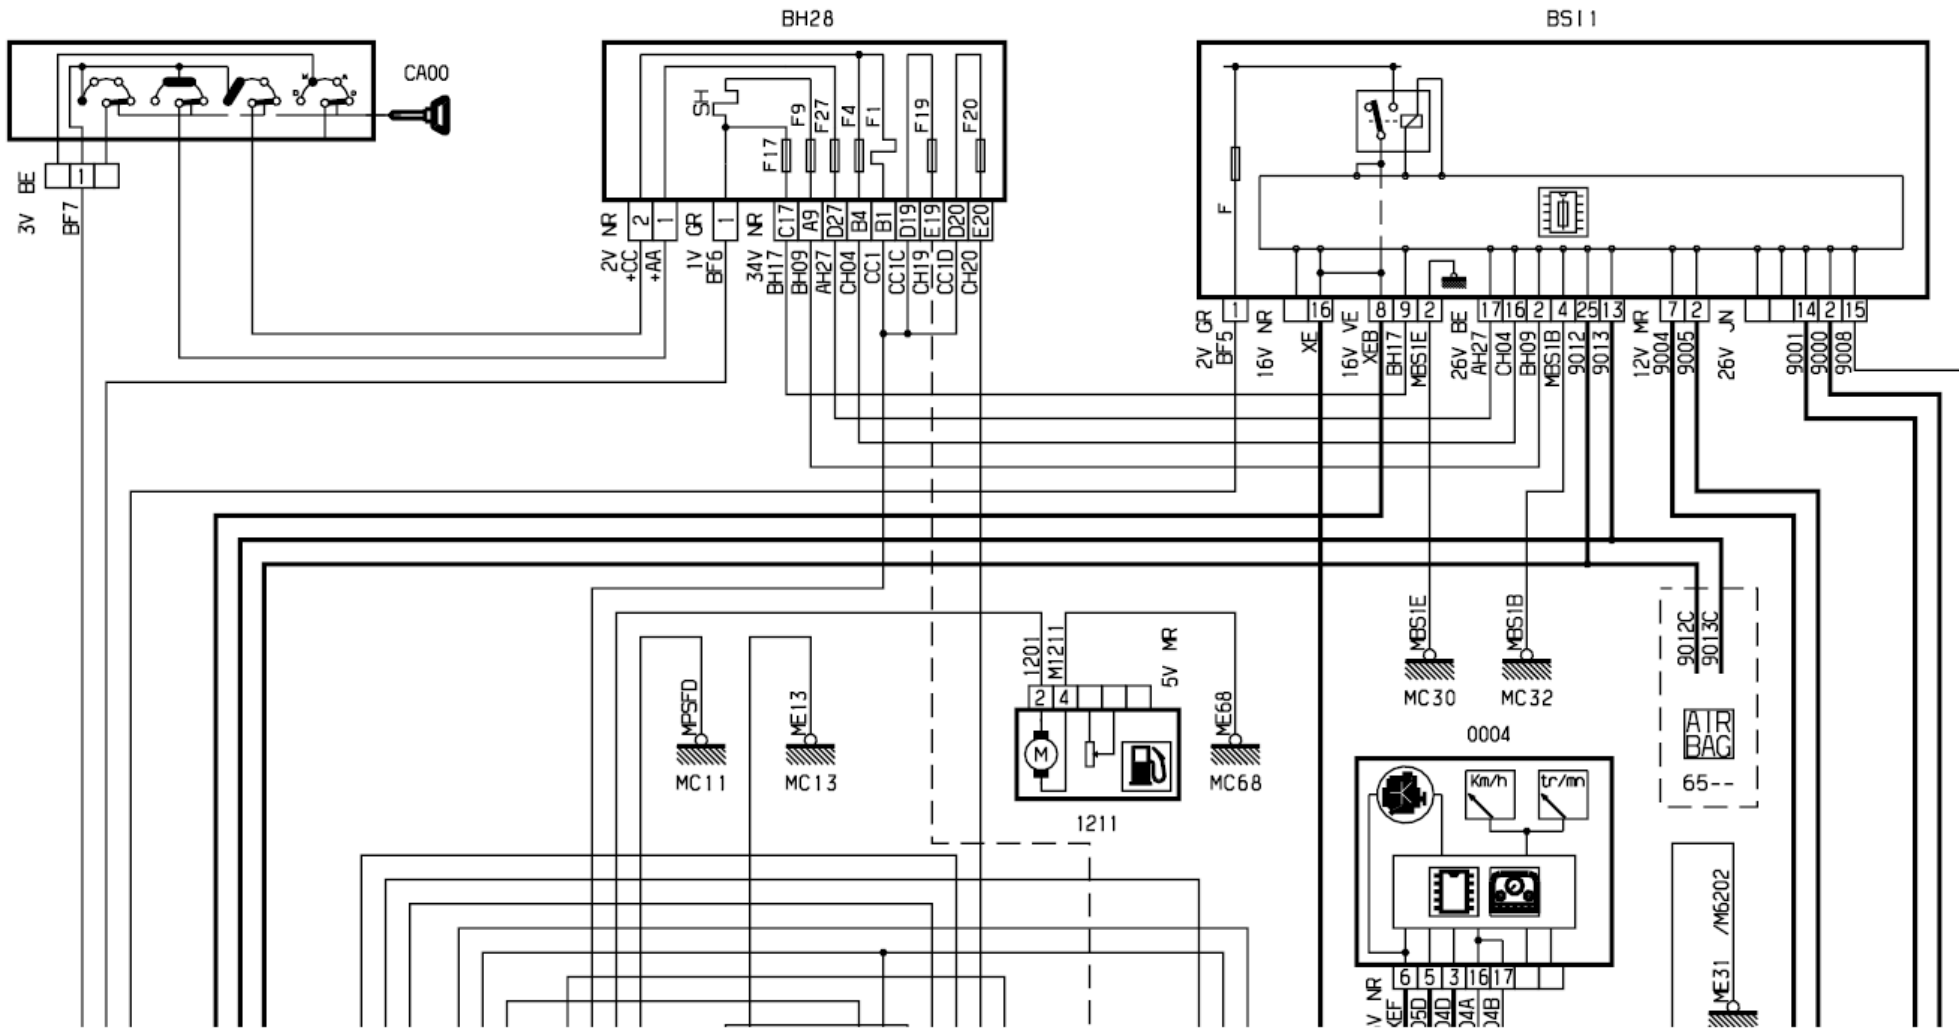 BH28
BSI1
CA00
M
A
D
D
SH
F17
F9
F27
F4
F1
F19
F20
F
3V BE
1
BF7
2V NR
2
+CC
1
+AA
1V GR
1
BF6
34V NR
C17
A9
D27
B4
B1
D19
E19
D20
E20
BH17
BH09
AH27
CH04
CC1
CC1C
CH19
CC1D
CH20
2V GR
1
BF5
16V NR
16
XE
16V VE
8
9
2
XEB
BH17
MBS1E
26V BE
17
16
2
4
25
13
AH27
CH04
BH09
MBS1B
9012
9013
12V MR
7
2
9004
9005
26V JN
14
2
15
9001
9000
9008
MPSFD
MC11
ME13
MC13
1201
M1211
5V MR
2
4
M
1211
ME68
MC68
MBS1E
MC30
MBS1B
MC32
9012C
9013C
AIR
BAG
65--
0004
Km/h
tr/mn
K
6
5
3
16
17
V NR
XEF
05D
04D
04A
04B
ME31 /M6202